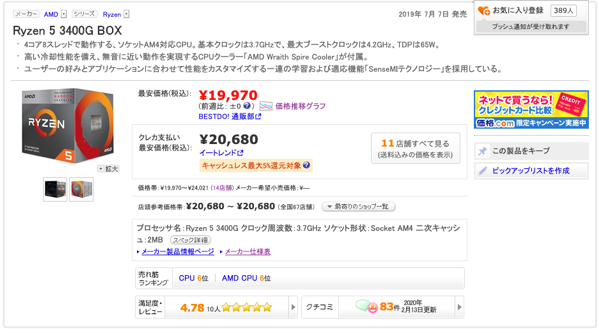 メーカー AMD シリーズ Ryzen 2019年 7月 7日 発売
Ryzen 5 3400G BOX
・ 4コア8スレッドで動作する、ソケットAM4対応CPU。基本クロックは3.7GHzで、最大ブーストクロックは4.2GHz、TDPは65W。
・ 高い冷却性能を備え、無音に近い動作を実現するCPUクーラー「AMD Wraith Spire Cooler」が付属。
・ ユーザーの好みとアプリケーションに合わせて性能をカスタマイズする一連の学習および適応機能「SenseMIテクノロジー」を採用している。
お気に入り登録 389人
プッシュ通知が受け取れます
AMD
RYZEN
5
拡大
最安価格(税込): ¥19,970
(前週比:±0 ?) 価格推移グラフ
BESTDO! 通販部
クレカ支払い
最安価格(税込): ¥20,680
イートレンド
キャッシュレス最大5%還元対象 ?
11 店舗すべて見る
(送料込みの価格を表示)
価格帯:¥19,970～¥24,021 (14店舗) メーカー希望小売価格:¥―
店頭参考価格帯:¥20,680 ～ ¥20,680 (全国67店舗) 最寄りのショップ一覧
プロセッサ名:Ryzen 5 3400G クロック周波数:3.7GHz ソケット形状:Socket AM4 二次キャッシュ:2MB スペック詳細
メーカー製品情報ページ メーカー仕様表
売れ筋
ランキング
CPU 6位 AMD CPU 6位
満足度・
レビュー
4.78 10人
クチコミ
83件
2020年
2月13日更新
ネットで買うなら!
クレジットカード比較
価格.com 限定キャンペーン実施中
CREDIT CARD
この製品をキープ
ピックアップリストを作成